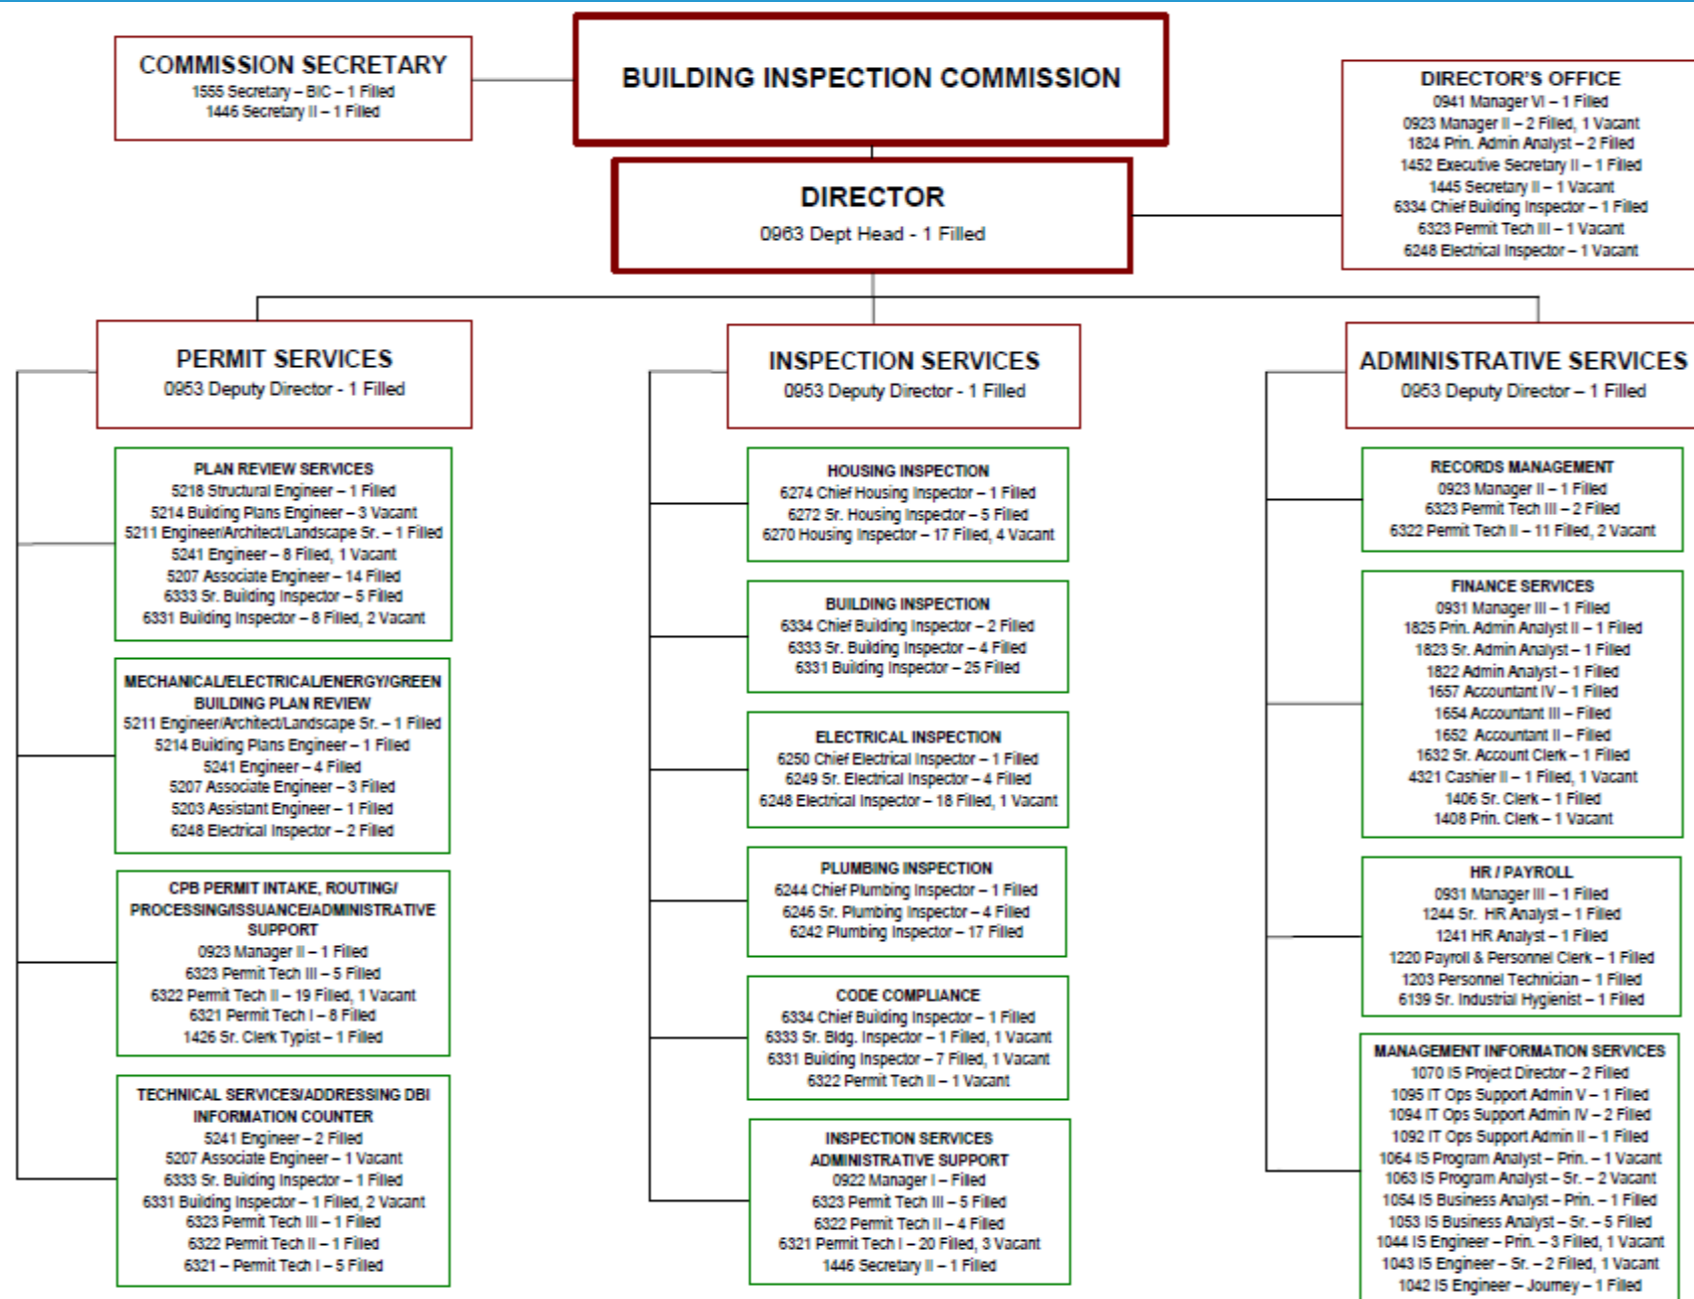 COMMISSION SECRETARY
1555 Secretary – BIC – 1 Filled
1446 Secretary II – 1 Filled
BUILDING INSPECTION COMMISSION
DIRECTOR
0963 Dept Head - 1 Filled
DIRECTOR'S OFFICE
0941 Manager VI – 1 Filled
0923 Manager II – 2 Filled, 1 Vacant
1824 Prin. Admin Analyst – 2 Filled
1452 Executive Secretary II – 1 Filled
1445 Secretary II – 1 Vacant
6334 Chief Building Inspector – 1 Filled
6323 Permit Tech III – 1 Vacant
6248 Electrical Inspector – 1 Vacant
PERMIT SERVICES
0953 Deputy Director - 1 Filled
PLAN REVIEW SERVICES
5218 Structural Engineer – 1 Filled
5214 Building Plans Engineer – 3 Vacant
5211 Engineer/Architect/Landscape Sr. – 1 Filled
5241 Engineer – 8 Filled, 1 Vacant
5207 Associate Engineer – 14 Filled
6333 Sr. Building Inspector – 5 Filled
6331 Building Inspector – 8 Filled, 2 Vacant
MECHANICAL/ELECTRICAL/ENERGY/GREEN
BUILDING PLAN REVIEW
5211 Engineer/Architect/Landscape Sr. – 1 Filled
5214 Building Plans Engineer – 1 Filled
5241 Engineer – 4 Filled
5207 Associate Engineer – 3 Filled
5203 Assistant Engineer – 1 Filled
6248 Electrical Inspector – 2 Filled
CPB PERMIT INTAKE, ROUTING/
PROCESSING/ISSUANCE/ADMINISTRATIVE
SUPPORT
0923 Manager II – 1 Filled
6323 Permit Tech III – 5 Filled
6322 Permit Tech II – 19 Filled, 1 Vacant
6321 Permit Tech I – 8 Filled
1426 Sr. Clerk Typist – 1 Filled
TECHNICAL SERVICES/ADDRESSING DBI
INFORMATION COUNTER
5241 Engineer – 2 Filled
5207 Associate Engineer – 1 Vacant
6333 Sr. Building Inspector – 1 Filled
6331 Building Inspector – 1 Filled, 2 Vacant
6323 Permit Tech III – 1 Filled
6322 Permit Tech II – 1 Filled
6321 – Permit Tech I – 5 Filled
INSPECTION SERVICES
0953 Deputy Director - 1 Filled
HOUSING INSPECTION
6274 Chief Housing Inspector – 1 Filled
6272 Sr. Housing Inspector – 5 Filled
6270 Housing Inspector – 17 Filled, 4 Vacant
BUILDING INSPECTION
6334 Chief Building Inspector – 2 Filled
6333 Sr. Building Inspector – 4 Filled
6331 Building Inspector – 25 Filled
ELECTRICAL INSPECTION
6250 Chief Electrical Inspector – 1 Filled
6249 Sr. Electrical Inspector – 4 Filled
6248 Electrical Inspector – 18 Filled, 1 Vacant
PLUMBING INSPECTION
6244 Chief Plumbing Inspector – 1 Filled
6246 Sr. Plumbing Inspector – 4 Filled
6242 Plumbing Inspector – 17 Filled
CODE COMPLIANCE
6334 Chief Building Inspector – 1 Filled
6333 Sr. Bldg. Inspector – 1 Filled, 1 Vacant
6331 Building Inspector – 7 Filled, 1 Vacant
6322 Permit Tech II – 1 Vacant
INSPECTION SERVICES
ADMINISTRATIVE SUPPORT
0922 Manager I – Filled
6323 Permit Tech III – 5 Filled
6322 Permit Tech II – 4 Filled
6321 Permit Tech I – 20 Filled, 3 Vacant
1446 Secretary II – 1 Filled
ADMINISTRATIVE SERVICES
0953 Deputy Director – 1 Filled
RECORDS MANAGEMENT
0923 Manager II – 1 Filled
6323 Permit Tech III – 2 Filled
6322 Permit Tech II – 11 Filled, 2 Vacant
FINANCE SERVICES
0931 Manager III – 1 Filled
1825 Prin. Admin Analyst II – 1 Filled
1823 Sr. Admin Analyst – 1 Filled
1822 Admin Analyst – 1 Filled
1657 Accountant IV – 1 Filled
1654 Accountant III – Filled
1652 Accountant II – Filled
1632 Sr. Account Clerk – 1 Filled
4321 Cashier II – 1 Filled, 1 Vacant
1406 Sr. Clerk – 1 Filled
1408 Prin. Clerk – 1 Vacant
HR / PAYROLL
0931 Manager III – 1 Filled
1244 Sr. HR Analyst – 1 Filled
1241 HR Analyst – 1 Filled
1220 Payroll & Personnel Clerk – 1 Filled
1203 Personnel Technician – 1 Filled
6139 Sr. Industrial Hygienist – 1 Filled
MANAGEMENT INFORMATION SERVICES
1070 IS Project Director – 2 Filled
1095 IT Ops Support Admin V – 1 Filled
1094 IT Ops Support Admin IV – 2 Filled
1092 IT Ops Support Admin II – 1 Filled
1064 IS Program Analyst – Prin. – 1 Vacant
1063 IS Program Analyst – Sr. – 2 Vacant
1054 IS Business Analyst – Prin. – 1 Filled
1053 IS Business Analyst – Sr. – 5 Filled
1044 IS Engineer – Prin. – 3 Filled, 1 Vacant
1043 IS Engineer – Sr. – 2 Filled, 1 Vacant
1042 IS Engineer – Journey – 1 Filled